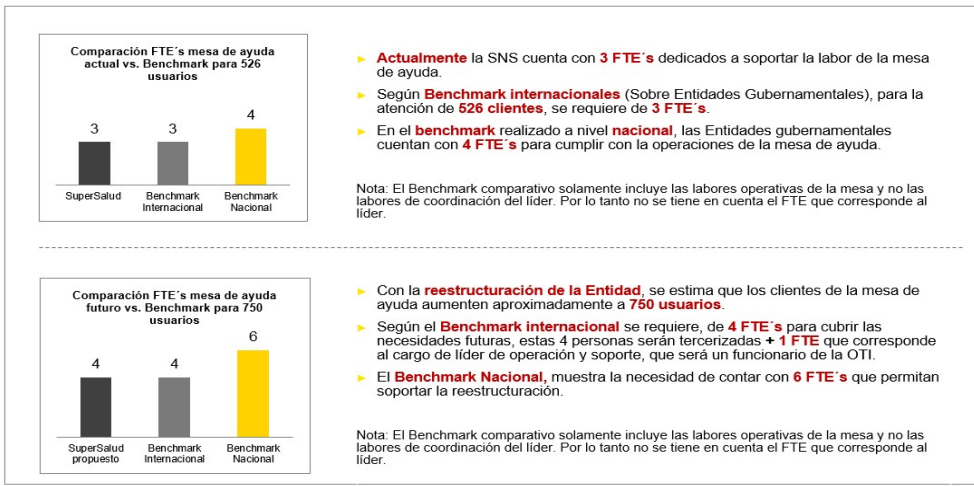 Comparación FTE´s mesa de ayuda
actual vs. Benchmark para 526
usuarios
3
3
4
SuperSalud
Benchmark
Internacional
Benchmark
Nacional
Actualmente la SNS cuenta con 3 FTE´s dedicados a soportar la labor de la mesa
de ayuda.
Según Benchmark internacionales (Sobre Entidades Gubernamentales), para la
atención de 526 clientes, se requiere de 3 FTE´s.
En el benchmark realizado a nivel nacional, las Entidades gubernamentales
cuentan con 4 FTE´s para cumplir con la operaciones de la mesa de ayuda.
Nota: El Benchmark comparativo solamente incluye las labores operativas de la mesa y no las
labores de coordinación del líder. Por lo tanto no se tiene en cuenta el FTE que corresponde al
líder.
Comparación FTE´s mesa de ayuda
futuro vs. Benchmark para 750
usuarios
4
4
6
SuperSalud
propuesto
Benchmark
Internacional
Benchmark
Nacional
Con la reestructuración de la Entidad, se estima que los clientes de la mesa de
ayuda aumenten aproximadamente a 750 usuarios.
Según el Benchmark internacional se requiere, de 4 FTE´s para cubrir las
necesidades futuras, estas 4 personas serán tercerizadas + 1 FTE que corresponde
al cargo de líder de operación y soporte, que será un funcionario de la OTI.
El Benchmark Nacional, muestra la necesidad de contar con 6 FTE´s que permitan
soportar la reestructuración.
Nota: El Benchmark comparativo solamente incluye las labores operativas de la mesa y no las
labores de coordinación del líder. Por lo tanto no se tiene en cuenta el FTE que corresponde al
líder.